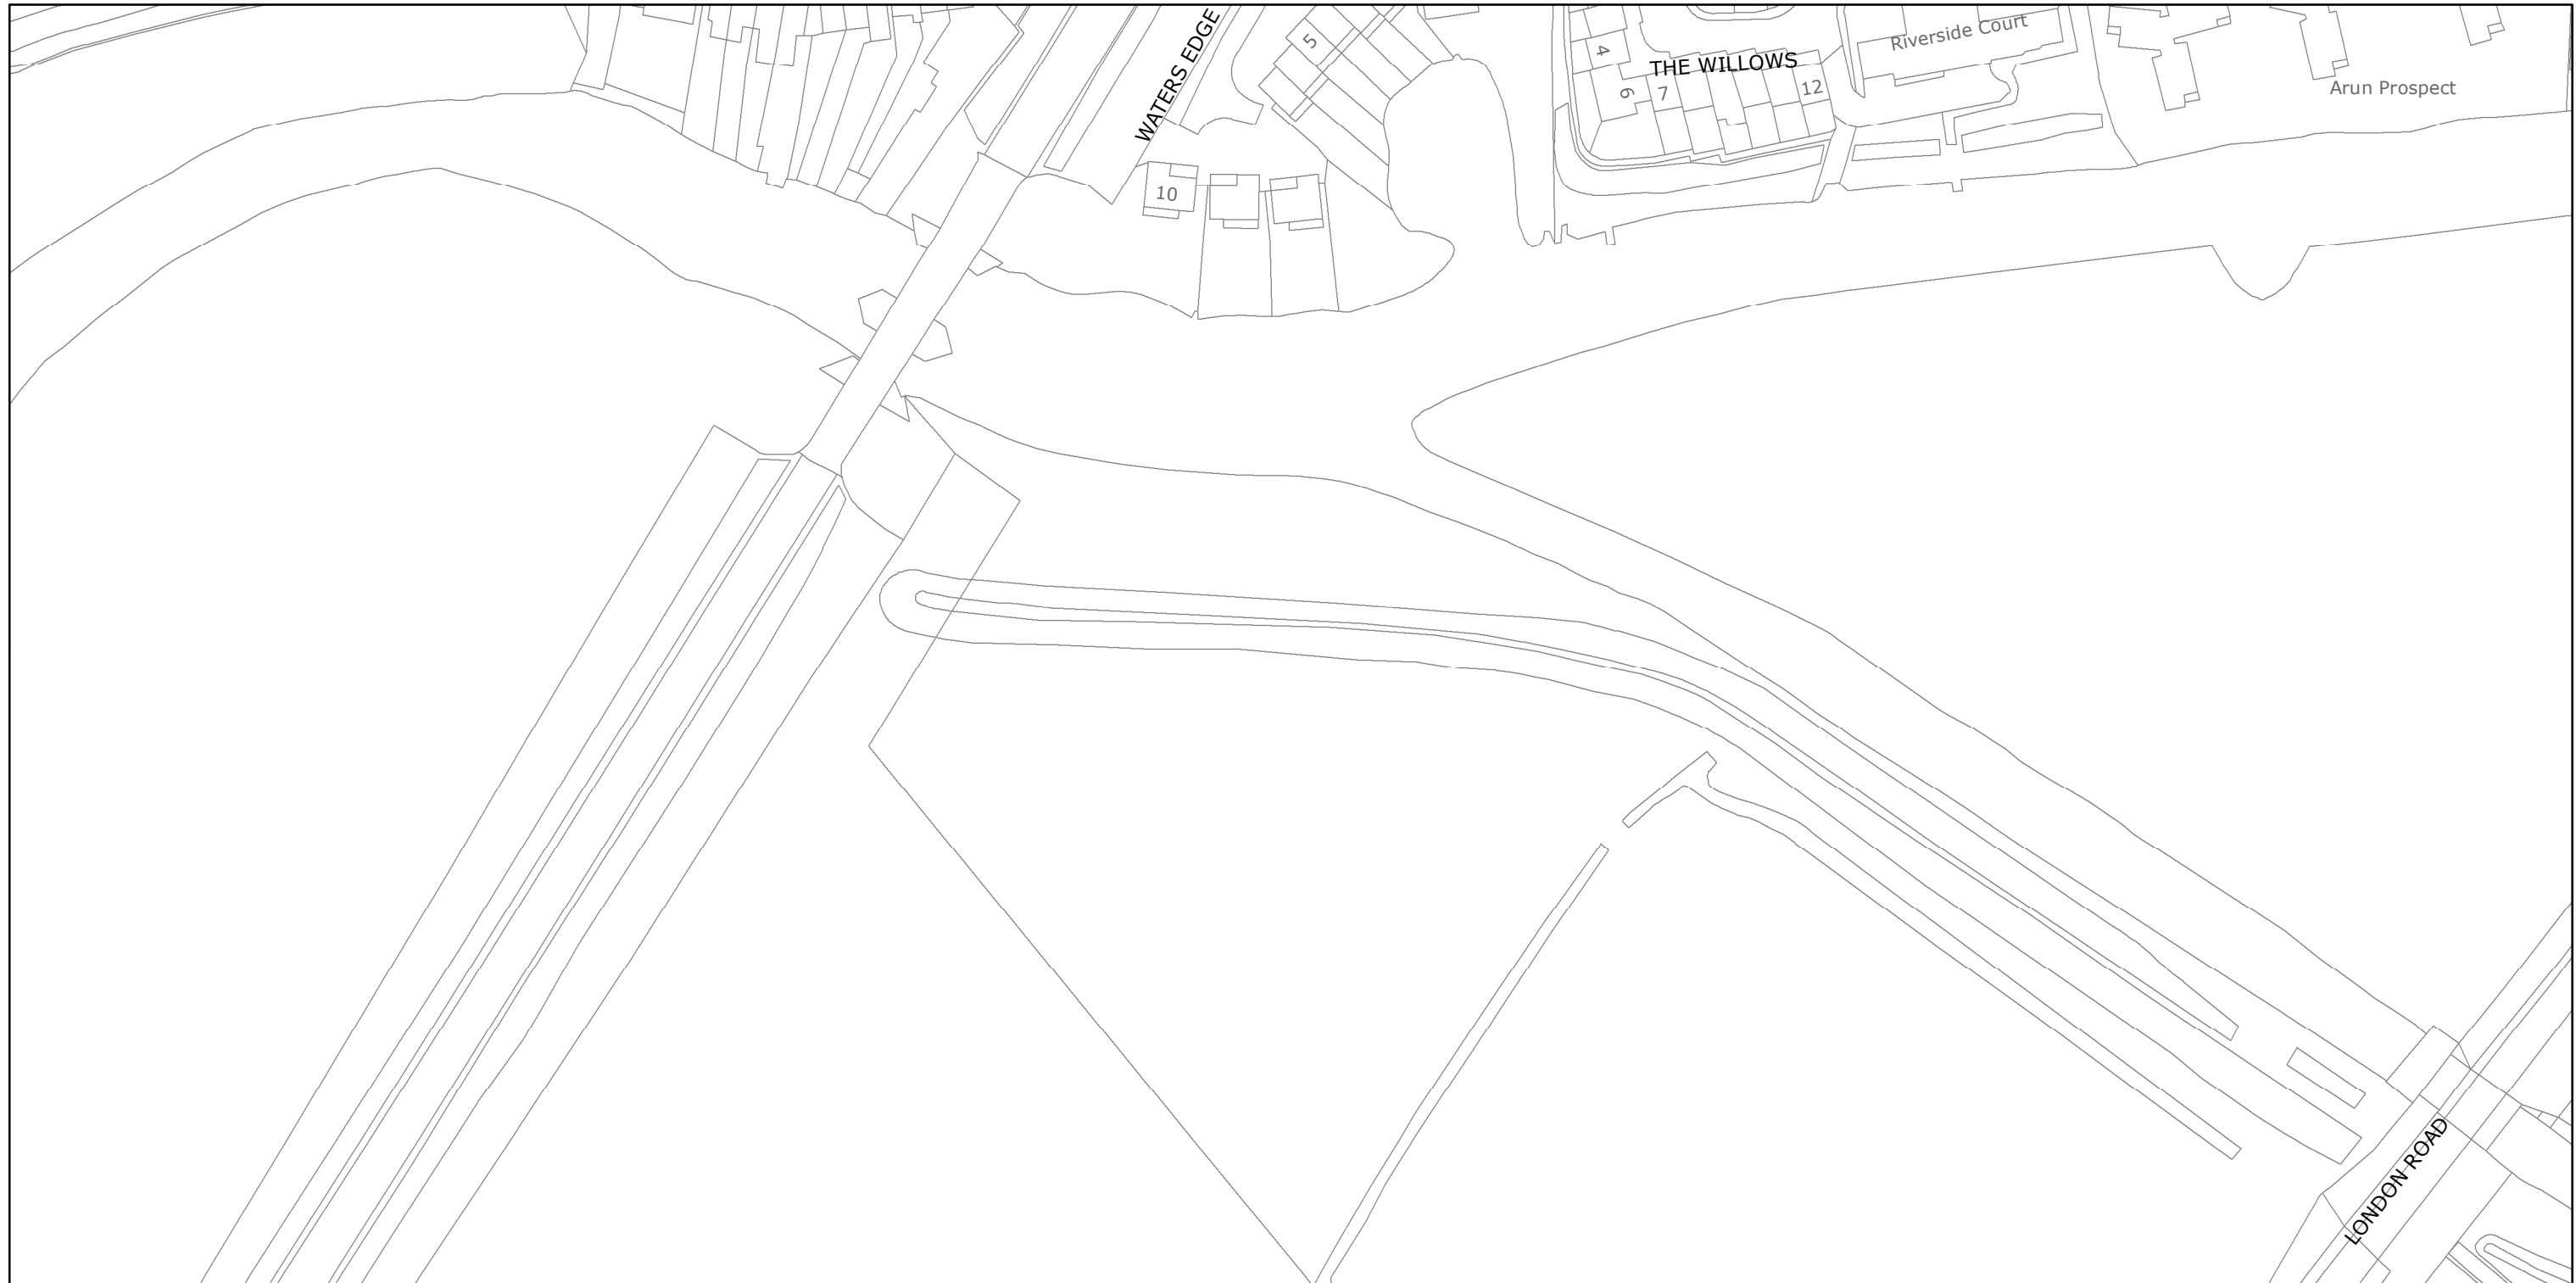 WATERS EDGE
5
4
THE WILLOWS
Riverside Court
6
7
12
Arun Prospect
10
LONDON ROAD